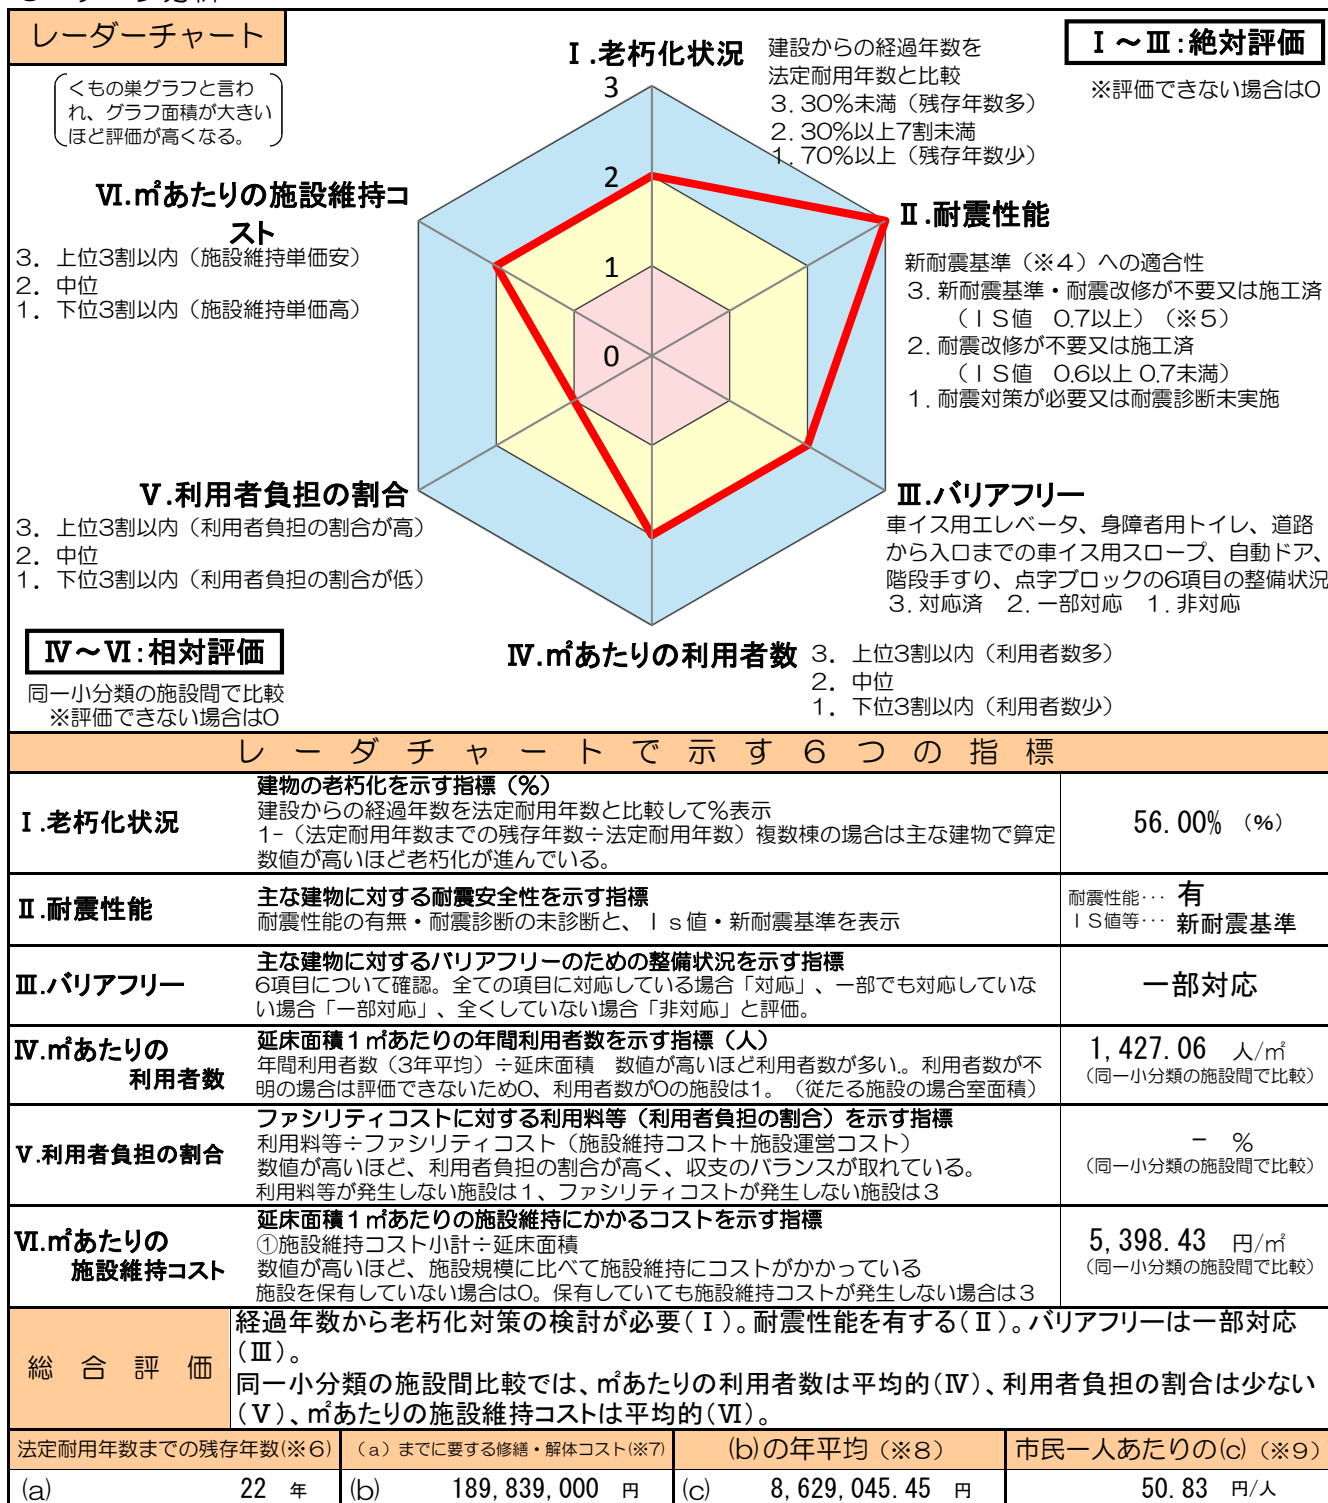 レーダーチャート
くもの巣グラフと言わ
れ、グラフ面積が大きい
ほど評価が高くなる。
Ⅰ～Ⅲ:絶対評価
※評価できない場合は0
Ⅰ.老朽化状況
建設からの経過年数を
法定耐用年数と比較
3. 30%未満（残存年数多）
2. 30%以上7割未満
1. 70%以上（残存年数少）
3
2
1
0
Ⅱ.耐震性能
新耐震基準（※4）への適合性
3. 新耐震基準・耐震改修が不要又は施工済
（ＩＳ値　0.7以上）（※5）
2. 耐震改修が不要又は施工済
（ＩＳ値　0.6以上 0.7未満）
1. 耐震対策が必要又は耐震診断未実施
Ⅲ.バリアフリー
車イス用エレベータ、身障者用トイレ、道路
から入口までの車イス用スロープ、自動ドア、
階段手すり、点字ブロックの6項目の整備状況
3. 対応済　2. 一部対応　1. 非対応
Ⅳ.㎡あたりの利用者数
3. 上位3割以内（利用者数多）
2. 中位
1. 下位3割以内（利用者数少）
Ⅴ.利用者負担の割合
3. 上位3割以内（利用者負担の割合が高）
2. 中位
1. 下位3割以内（利用者負担の割合が低）
Ⅵ.㎡あたりの施設維持コ
スト
3. 上位3割以内（施設維持単価安）
2. 中位
1. 下位3割以内（施設維持単価高）
Ⅳ～Ⅵ:相対評価
同一小分類の施設間で比較
※評価できない場合は0
レーダチャートで示す６つの指標
Ⅰ.老朽化状況
建物の老朽化を示す指標（%）
建設からの経過年数を法定耐用年数と比較して%表示
1-（法定耐用年数までの残存年数÷法定耐用年数）複数棟の場合は主な建物で算定
数値が高いほど老朽化が進んでいる。
56.00% （%）
Ⅱ.耐震性能
主な建物に対する耐震安全性を示す指標
耐震性能の有無・耐震診断の未診断と、Ｉｓ値・新耐震基準を表示
耐震性能･･･ 有
ＩＳ値等･･･ 新耐震基準
Ⅲ.バリアフリー
主な建物に対するバリアフリーのための整備状況を示す指標
6項目について確認。全ての項目に対応している場合「対応」、一部でも対応していな
い場合「一部対応」、全くしていない場合「非対応」と評価。
一部対応
Ⅳ.㎡あたりの
利用者数
延床面積１㎡あたりの年間利用者数を示す指標（人）
年間利用者数（3年平均）÷延床面積　数値が高いほど利用者数が多い。利用者数が不
明の場合は評価できないため0、利用者数が0の施設は1。（従たる施設の場合室面積）
1,427.06 人/㎡
（同一小分類の施設間で比較）
Ⅴ.利用者負担の割合
ファシリティコストに対する利用料等（利用者負担の割合）を示す指標
利用料等÷ファシリティコスト（施設維持コスト＋施設運営コスト）
数値が高いほど、利用者負担の割合が高く、収支のバランスが取れている。
利用料等が発生しない施設は１、ファシリティコストが発生しない施設は３
- %
（同一小分類の施設間で比較）
Ⅵ.㎡あたりの
施設維持コスト
延床面積１㎡あたりの施設維持にかかるコストを示す指標
①施設維持コスト小計÷延床面積
数値が高いほど、施設規模に比べて施設維持にコストがかかっている
施設を保有していない場合は0。保有していても施設維持コストが発生しない場合は３
5,398.43 円/㎡
（同一小分類の施設間で比較）
総合評価
経過年数から老朽化対策の検討が必要(Ⅰ)。耐震性能を有する(Ⅱ)。バリアフリーは一部対応
(Ⅲ)。
同一小分類の施設間比較では、㎡あたりの利用者数は平均的(Ⅳ)、利用者負担の割合は少ない
(Ⅴ)、㎡あたりの施設維持コストは平均的(Ⅵ)。
法定耐用年数までの残存年数(※6)
（a）までに要する修繕・解体コスト(※7)
(b)の年平均（※8）
市民一人あたりの(c)（※9）
(a) 22 年
(b) 189,839,000 円
(c) 8,629,045.45 円
50.83 円/人